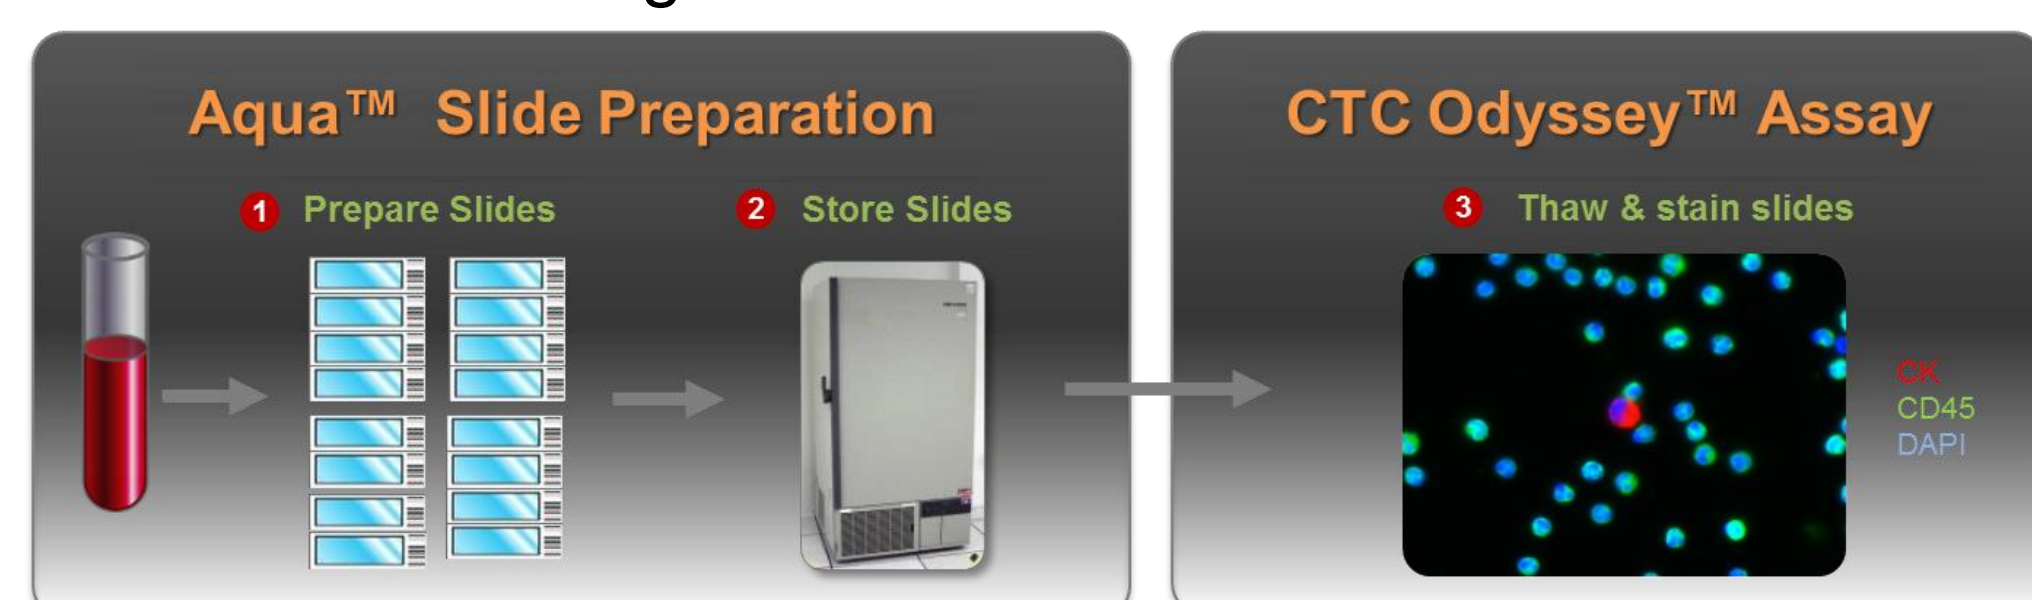 Aqua™ Slide Preparation
1 Prepare Slides
2 Store Slides
CTC Odyssey™ Assay
3 Thaw & stain slides
CK
CD45
DAPI